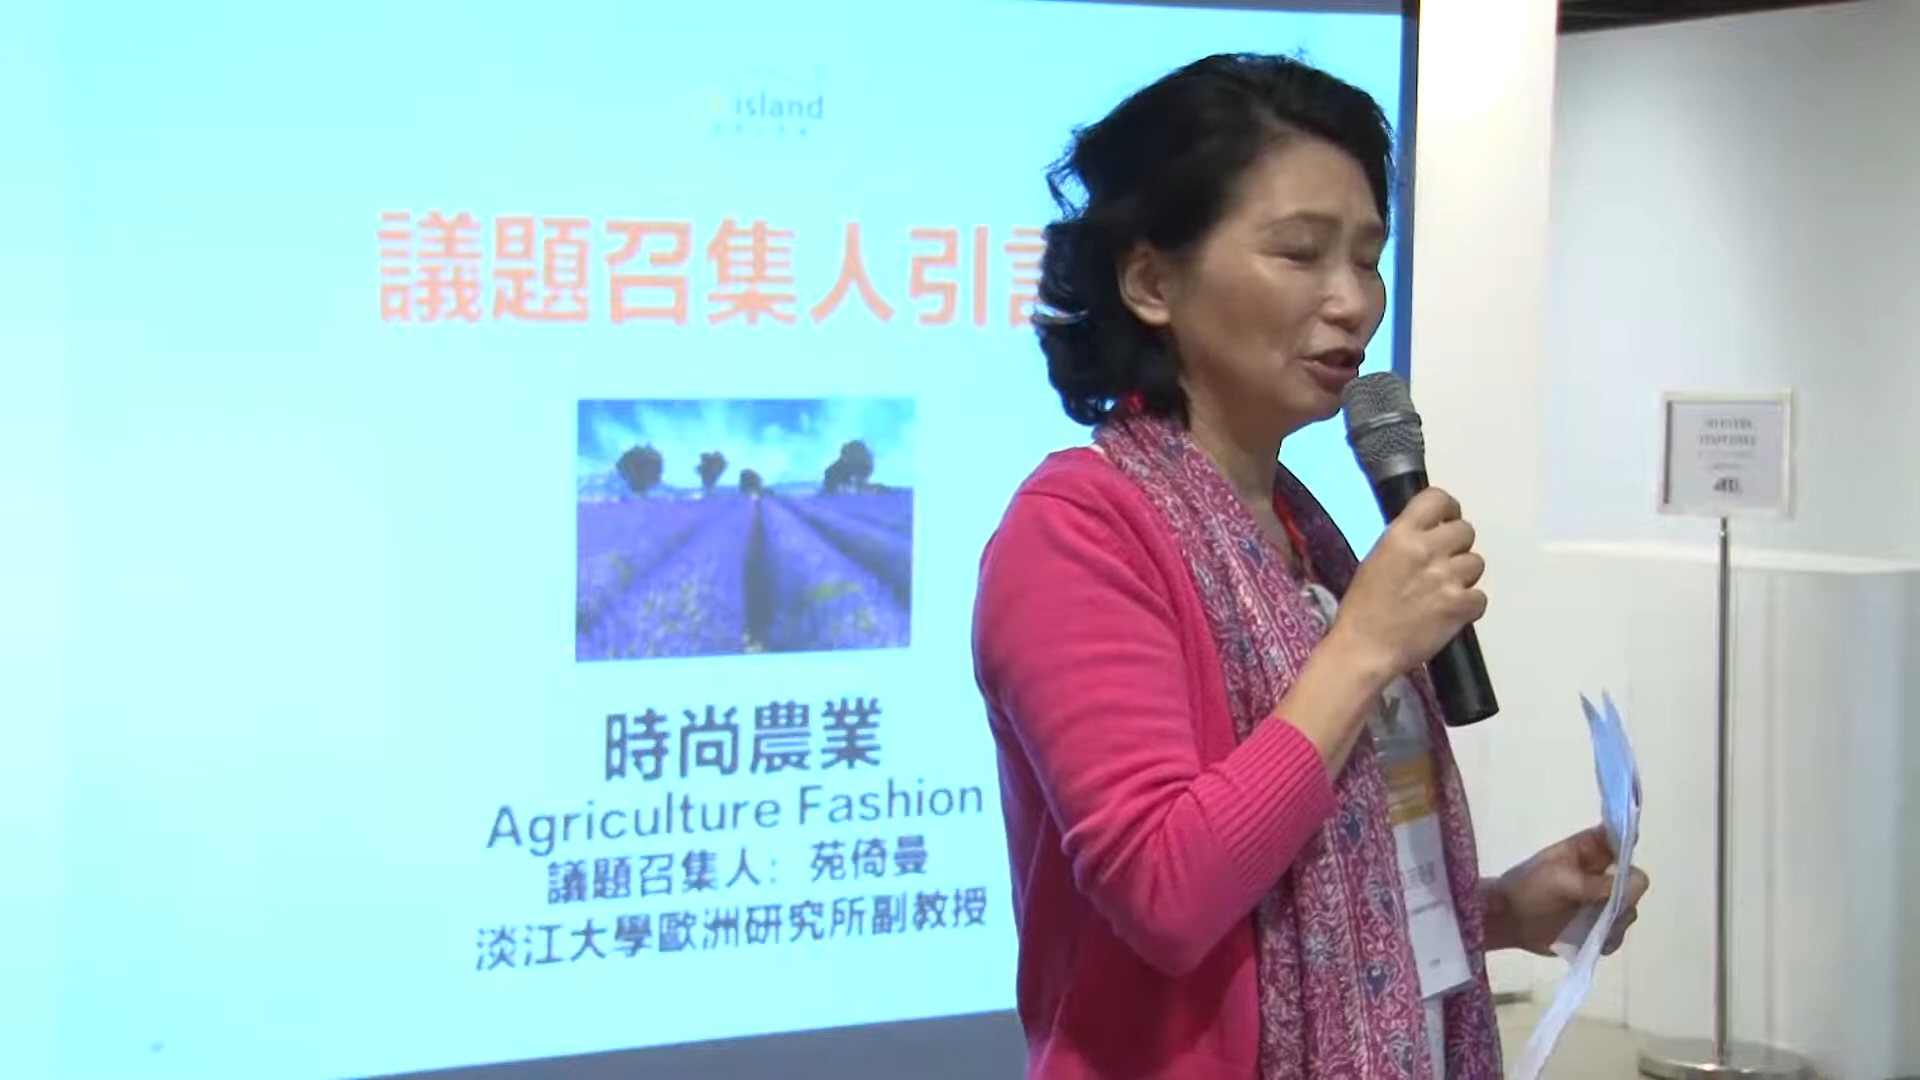 island
議題召集人引言
時尚農業
Agriculture Fashion
議題召集人：苑倚曼
淡江大學歐洲研究所副教授